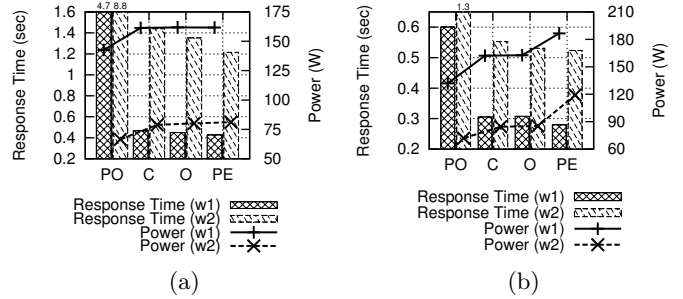 4.7 8.8
1.6
1.4
1.2
1
0.8
0.6
0.4
0.2
Response Time (sec)
175
150
125
100
75
50
Power (W)
PO C O PE
Response Time (w1)
Response Time (w2)
Power (w1)
Power (w2)
(a)
1.3
0.6
0.5
0.4
0.3
0.2
Response Time (sec)
210
180
150
120
90
60
Power (W)
PO C O PE
Response Time (w1)
Response Time (w2)
Power (w1)
Power (w2)
(b)